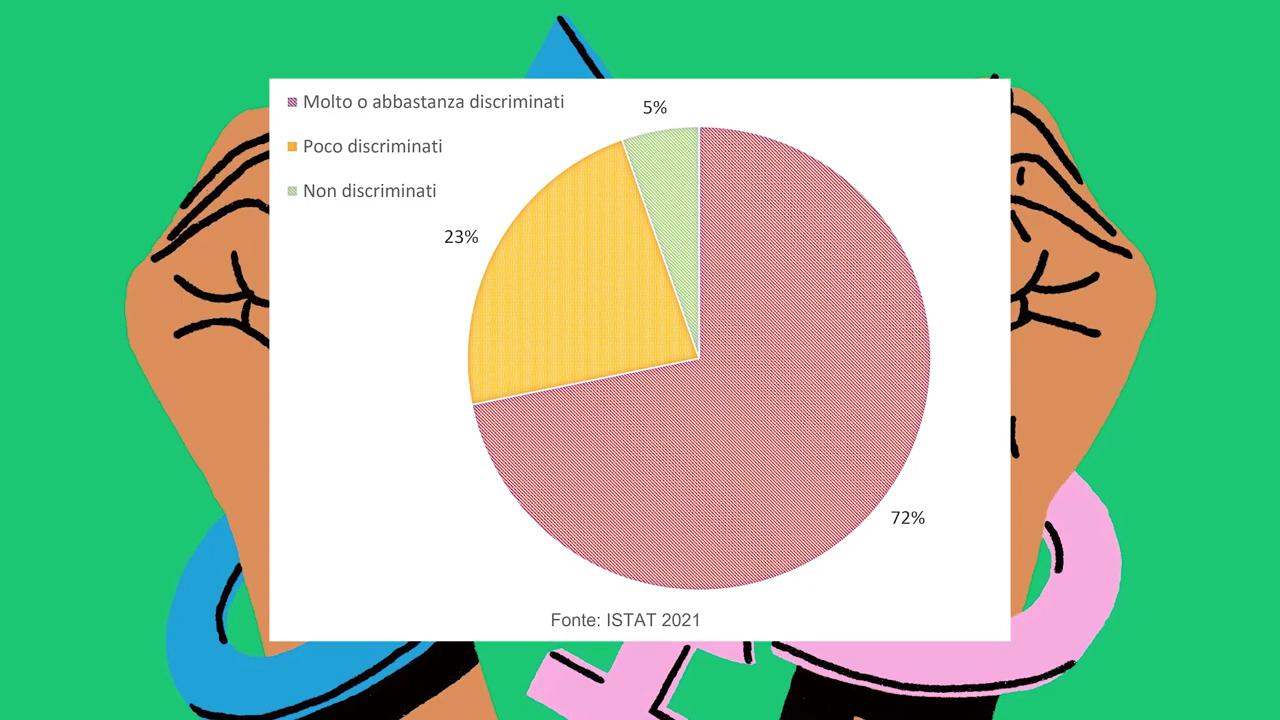 Molto o abbastanza discriminati
Poco discriminati
Non discriminati
5%
23%
72%
Fonte: ISTAT 2021